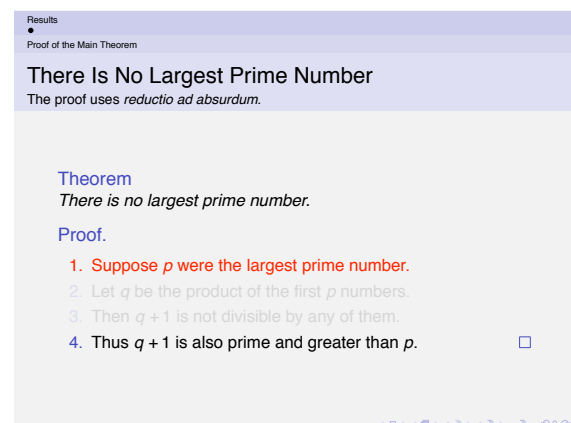 Results
Proof of the Main Theorem
There Is No Largest Prime Number
The proof uses reductio ad absurdum.
Theorem
There is no largest prime number.
Proof.
1. Suppose p were the largest prime number.
2. Let q be the product of the first p numbers.
3. Then q + 1 is not divisible by any of them.
4. Thus q + 1 is also prime and greater than p.